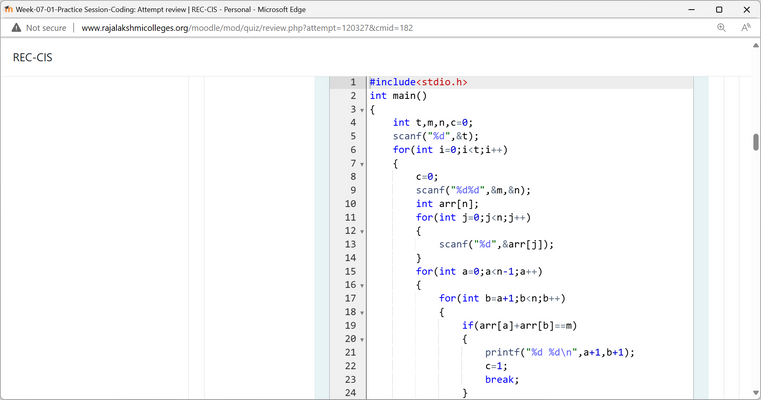 Week-07-01-Practice Session-Coding: Attempt review | REC-CIS - Personal - Microsoft Edge
Not secure | www.rajalakshmicolleges.org/moodle/mod/quiz/review.php?attempt=120327&cmid=182
REC-CIS
1 #include<stdio.h>
2 int main()
3 {
4 int t,m,n,c=0;
5 scanf("%d",&t);
6 for(int i=0;i<t;i++)
7 {
8 c=0;
9 scanf("%d%d",&m,&n);
10 int arr[n];
11 for(int j=0;j<n;j++)
12 {
13 scanf("%d",&arr[j]);
14 }
15 for(int a=0;a<n-1;a++)
16 {
17 for(int b=a+1;b<n;b++)
18 {
19 if(arr[a]+arr[b]==m)
20 {
21 printf("%d %d\n",a+1,b+1);
22 c=1;
23 break;
24 }